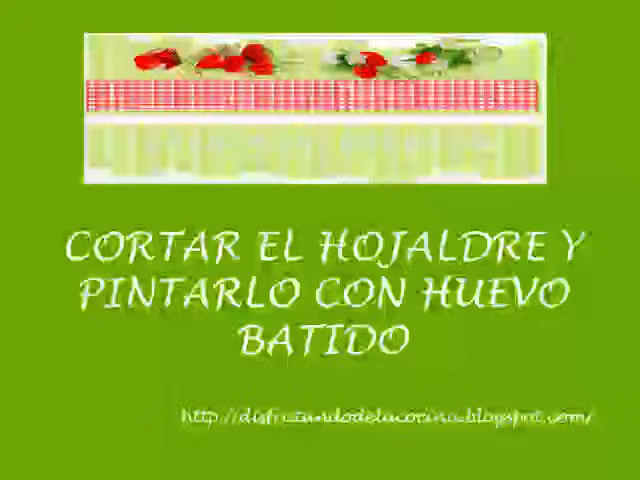 CORTAR EL HOJALDRE Y
PINTARLO CON HUEVO
BATIDO
http://disfrutandodelacocina.blogspot.com/